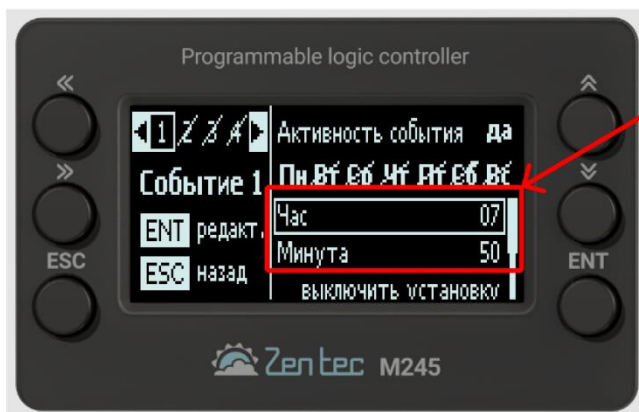 Programmable logic controller
1 2 3 4 Активность события да
Событие 1 Пн Вт Ср Чт Пт Сб Вс
Час 07
ENT редакт.
Минута 50
ESC назад
выключить установку
ESC
ENT
Zentec M245